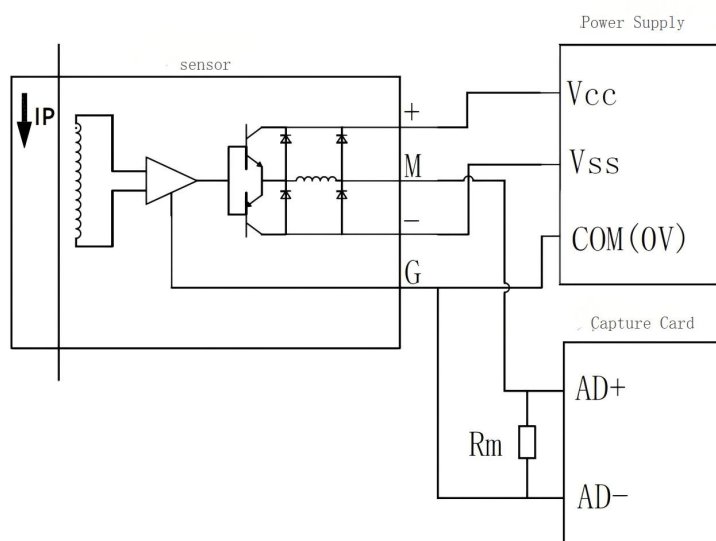 Power Supply
sensor
IP
+
Vcc
M
Vss
-
COM(0V)
G
Capture Card
AD+
Rm
AD-